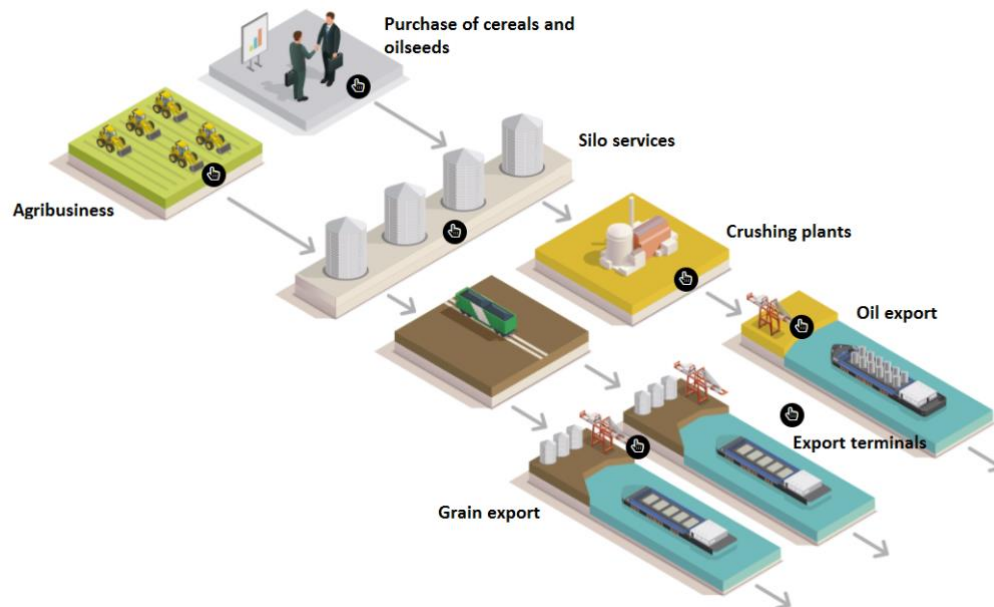 Purchase of cereals and
oilseeds
Silo services
Agribusiness
Crushing plants
Oil export
Export terminals
Grain export